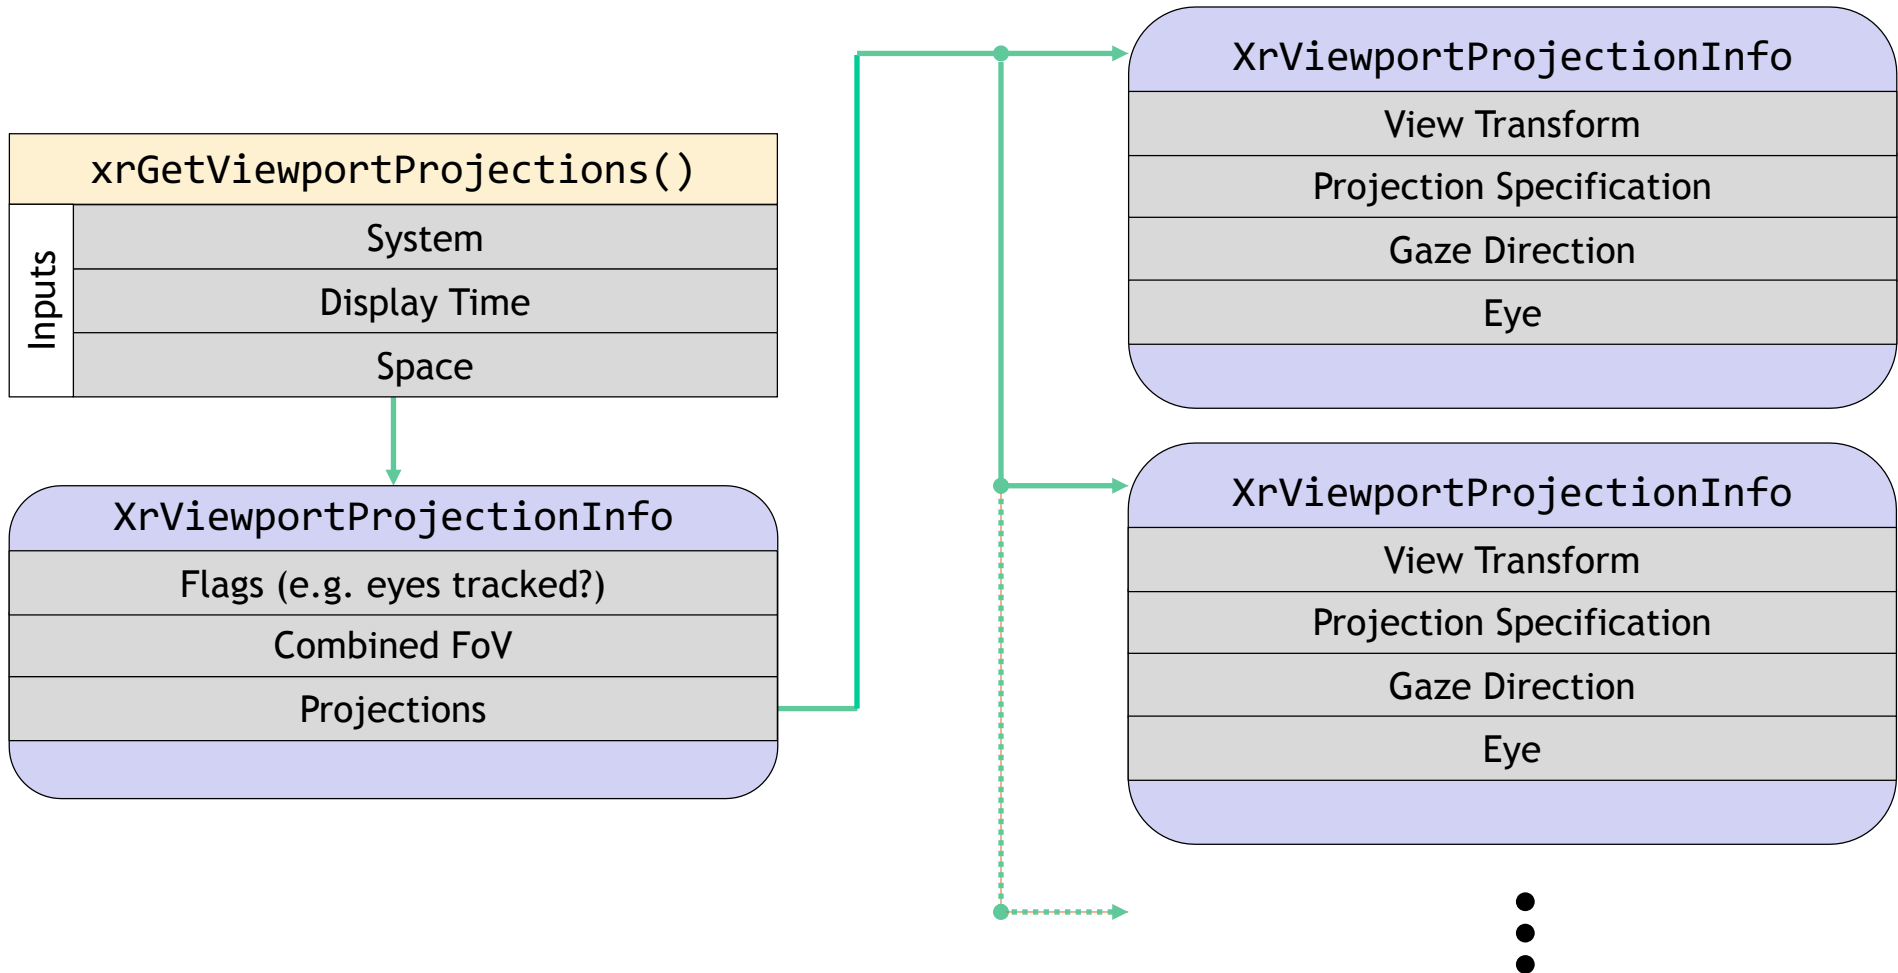 xrGetViewportProjections()
Inputs
System
Display Time
Space
XrViewportProjectionInfo
Flags (e.g. eyes tracked?)
Combined FoV
Projections
XrViewportProjectionInfo
View Transform
Projection Specification
Gaze Direction
Eye
XrViewportProjectionInfo
View Transform
Projection Specification
Gaze Direction
Eye